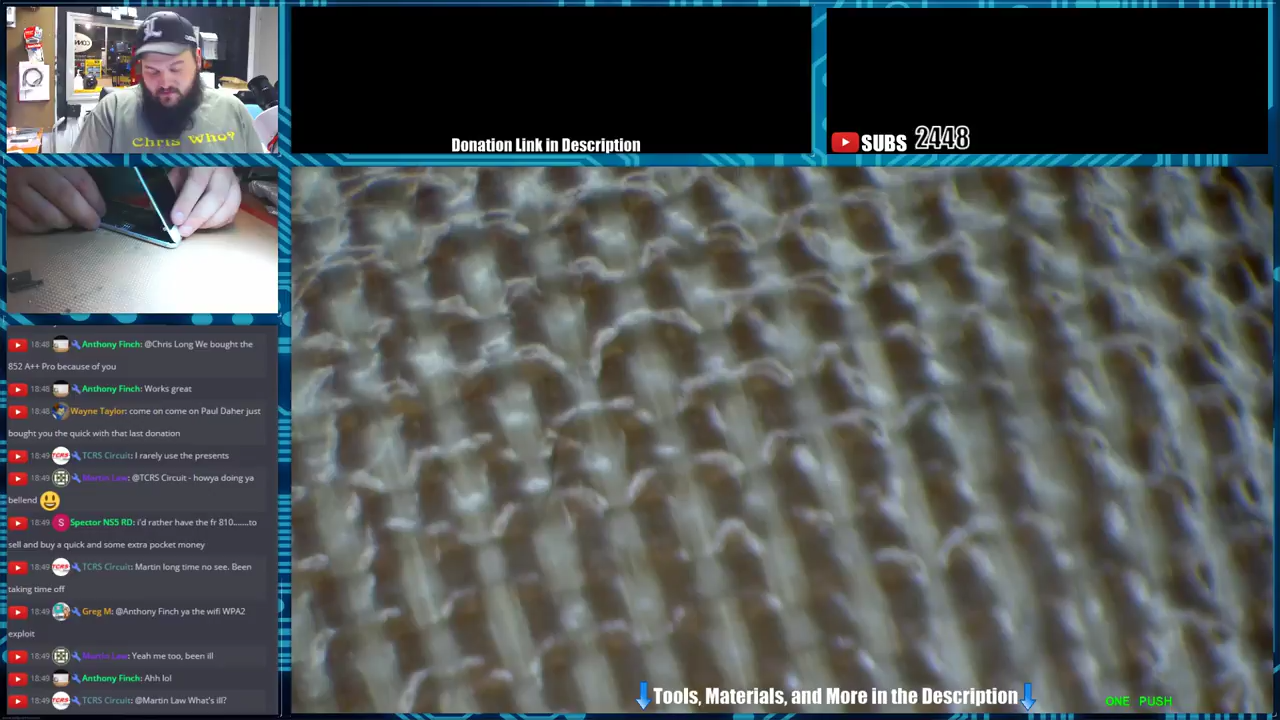 Chris Who?
Donation Link in Description
SUBS 2448
18:48 Anthony Finch: @Chris Long We bought the
852 A++ Pro because of you
18:48 Anthony Finch: Works great
18:48 Wayne Taylor: come on come on Paul Daher just
bought you the quick with that last donation
18:49 TCRS Circuit: I rarely use the presents
18:49 Martin Law: @TCRS Circuit - howya doing ya
bellend 😃
18:49 Spector NS5 RD: i'd rather have the fr 810.......to
sell and buy a quick and some extra pocket money
18:49 TCRS Circuit: Martin long time no see. Been
taking time off
18:49 Greg M: @Anthony Finch ya the wifi WPA2
exploit
18:49 Martin Law: Yeah me too, been ill
18:49 Anthony Finch: Ahh lol
18:49 TCRS Circuit: @Martin Law What's ill?
Tools, Materials, and More in the Description
ONE PUSH